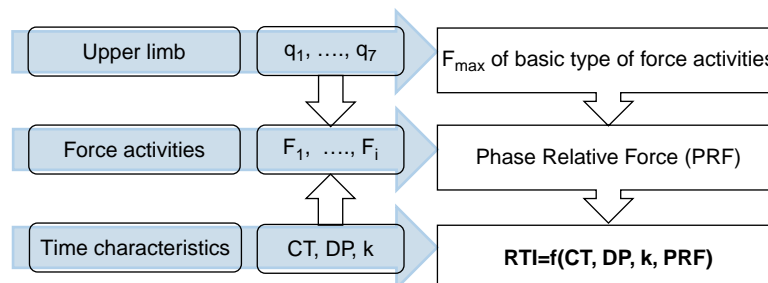 Upper limb
q1, …., q7
Fmax of basic type of force activities
Force activities
F1, …., Fi
Phase Relative Force (PRF)
Time characteristics
CT, DP, k
RTI=f(CT, DP, k, PRF)